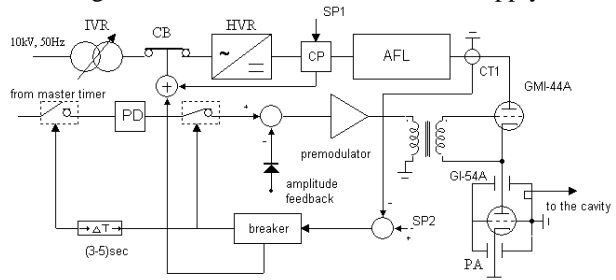 SP1
IVR
CB
HVR
10kV, 50Hz
~
=
CP
AFL
CT1
GMI-44A
+
from master timer
PD
+
-
premodulator
amplitude
feedback
GI-54A
-
SP2
+
to the cavity
ΔT
(3-5)sec
breaker
PA